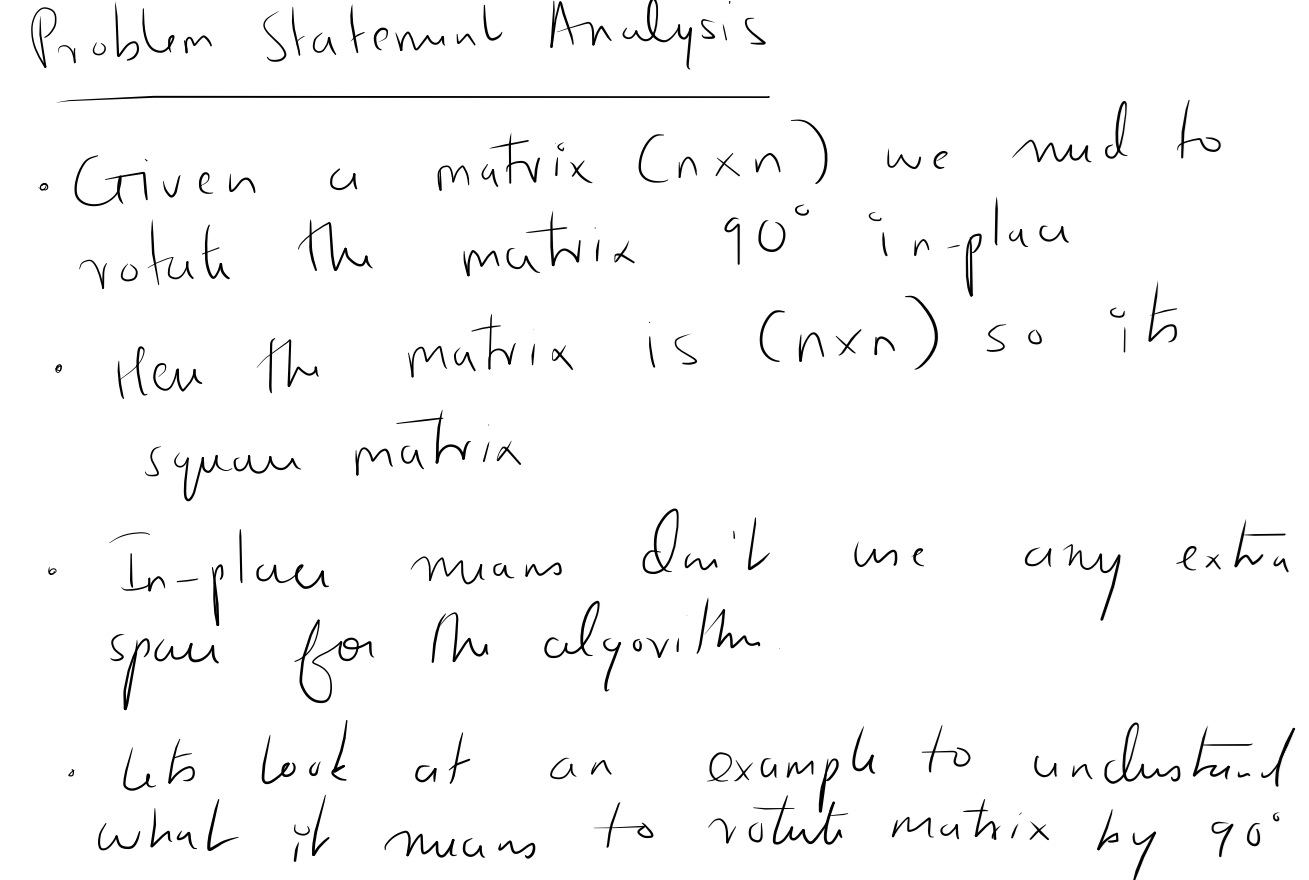 Problem Statement Analysis
• Given a matrix (n×n) we need to
rotate the matrix 90° in-place
• Here the matrix is (n×n) so its
square matrix
• In-place means don't use any extra
space for the algorithm
• Lets look at an example to understand
what it means to rotate matrix by 90°